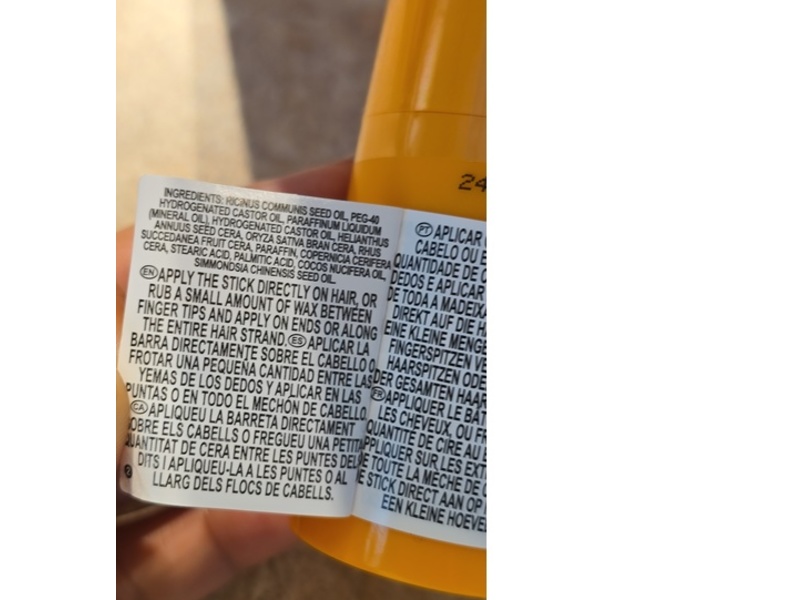 INGREDIENTS: RICINUS COMMUNIS SEED OIL, PEG-40
HYDROGENATED CASTOR OIL, PARAFFINUM LIQUIDUM
(MINERAL OIL), HYDROGENATED CASTOR OIL, HELIANTHUS
ANNUUS SEED CERA, ORYZA SATIVA BRAN CERA, RHUS
SUCCEDANEA FRUIT CERA, PARAFFIN, COPERNICIA CERIFERA
CERA, STEARIC ACID, PALMITIC ACID, COCOS NUCIFERA OIL,
SIMMONDSIA CHINENSIS SEED OIL.
EN APPLY THE STICK DIRECTLY ON HAIR, OR
RUB A SMALL AMOUNT OF WAX BETWEEN
FINGER TIPS AND APPLY ON ENDS OR ALONG
THE ENTIRE HAIR STRAND. ES APLICAR LA
BARRA DIRECTAMENTE SOBRE EL CABELLO O
FROTAR UNA PEQUEÑA CANTIDAD ENTRE LAS
YEMAS DE LOS DEDOS Y APLICAR EN LAS
PUNTAS O EN TODO EL MECHÓN DE CABELLO.
CA APLIQUEU LA BARRETA DIRECTAMENT
SOBRE ELS CABELLS O FREGUEU UNA PETITA
QUANTITAT DE CERA ENTRE LES PUNTES DELS
DITS I APLIQUEU-LA A LES PUNTES O AL
LLARG DELS FLOCS DE CABELLS.
24
PT APLICAR
CABELO OU
QUANTIDADE DE C
DEDOS E APLICAR
DE TODA A MADEIXA
DIREKT AUF DIE HA
EINE KLEINE MENGE
FINGERSPITZEN
HAARSPITZEN ODE
DER GESAMTEN HAAR
FR APPLIQUER LE BÂT
LES CHEVEUX, OU FR
QUANTITÉ DE CIRE AU
APPLIQUER SUR LES EXT
TOUTE LA MÈCHE DE
STICK DIRECT AAN OP
EEN KLEINE HOEVE